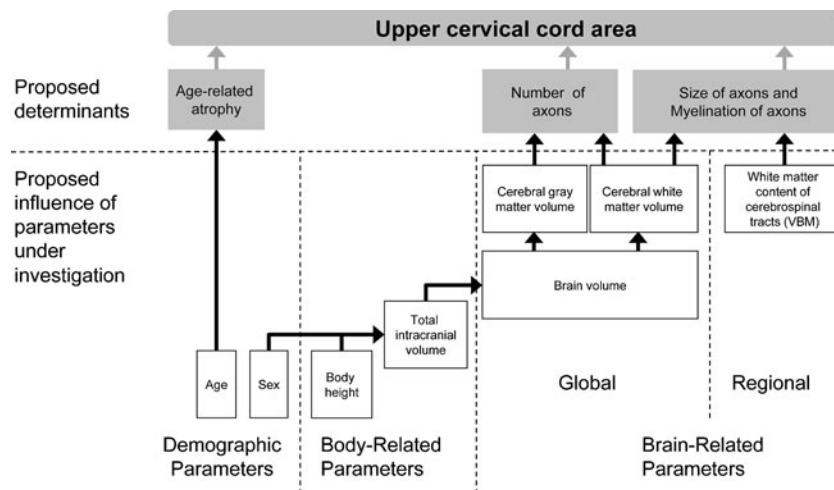 Upper cervical cord area
Proposed
determinants
Age-related
atrophy
Number of
axons
Size of axons and
Myelination of axons
Proposed
influence of
parameters
under
investigation
Cerebral gray
matter volume
Cerebral white
matter volume
White matter
content of
cerebrospinal
tracts (VBM)
Brain volume
Total
intracranial
volume
Age
Sex
Body
height
Global
Regional
Demographic
Parameters
Body-Related
Parameters
Brain-Related
Parameters